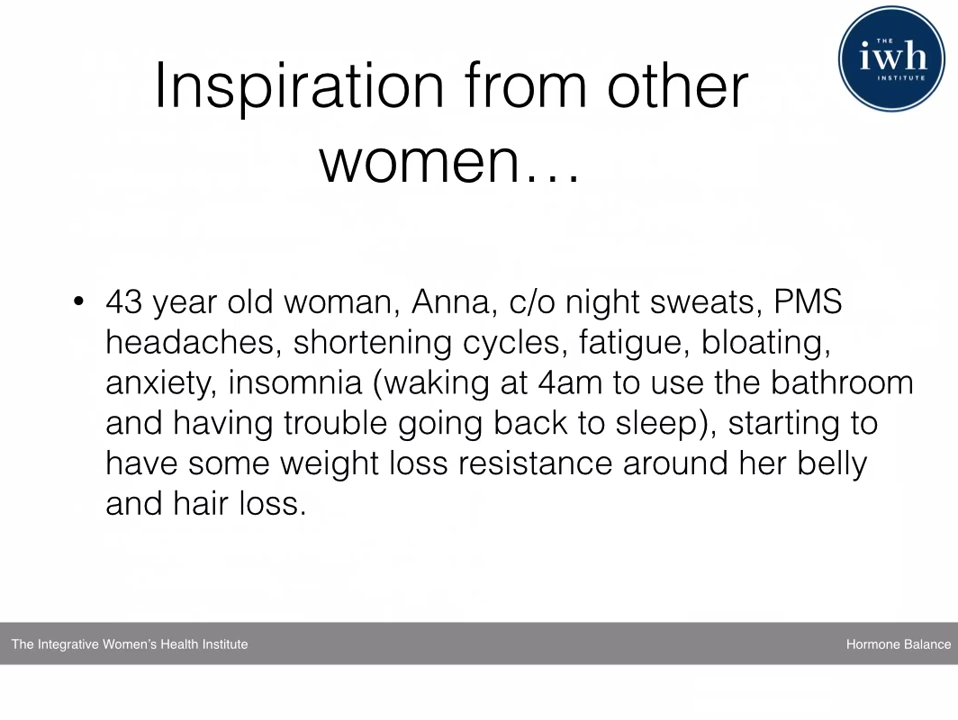 THE
iwh
INSTITUTE
Inspiration from other
women…
• 43 year old woman, Anna, c/o night sweats, PMS
headaches, shortening cycles, fatigue, bloating,
anxiety, insomnia (waking at 4am to use the bathroom
and having trouble going back to sleep), starting to
have some weight loss resistance around her belly
and hair loss.
The Integrative Women's Health Institute
Hormone Balance